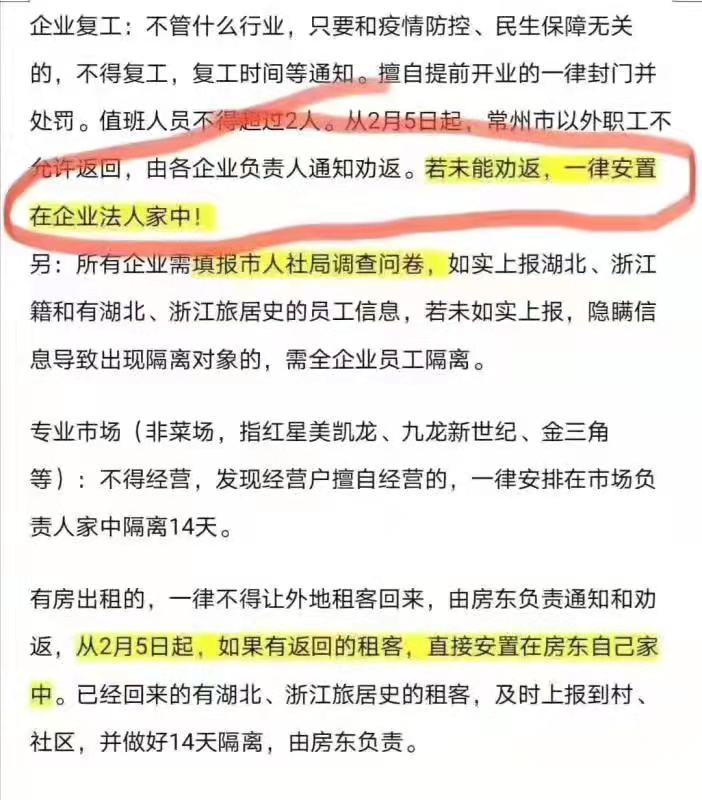 企业复工：不管什么行业，只要和疫情防控、民生保障无关
的，不得复工，复工时间等通知。擅自提前开业的一律封门并
处罚。值班人员不得超过2人。从2月5日起，常州市以外职工不
允许返回，由各企业负责人通知劝返。若未能劝返，一律安置
在企业法人家中！
另：所有企业需填报市人社局调查问卷，如实上报湖北、浙江
籍和有湖北、浙江旅居史的员工信息，若未如实上报，隐瞒信
息导致出现隔离对象的，需全企业员工隔离。
专业市场（非菜场，指红星美凯龙、九龙新世纪、金三角
等）：不得经营，发现经营户擅自经营的，一律安排在市场负
责人家中隔离14天。
有房出租的，一律不得让外地租客回来，由房东负责通知和劝
返，从2月5日起，如果有返回的租客，直接安置在房东自己家
中。已经回来的有湖北、浙江旅居史的租客，及时上报到村、
社区，并做好14天隔离，由房东负责。